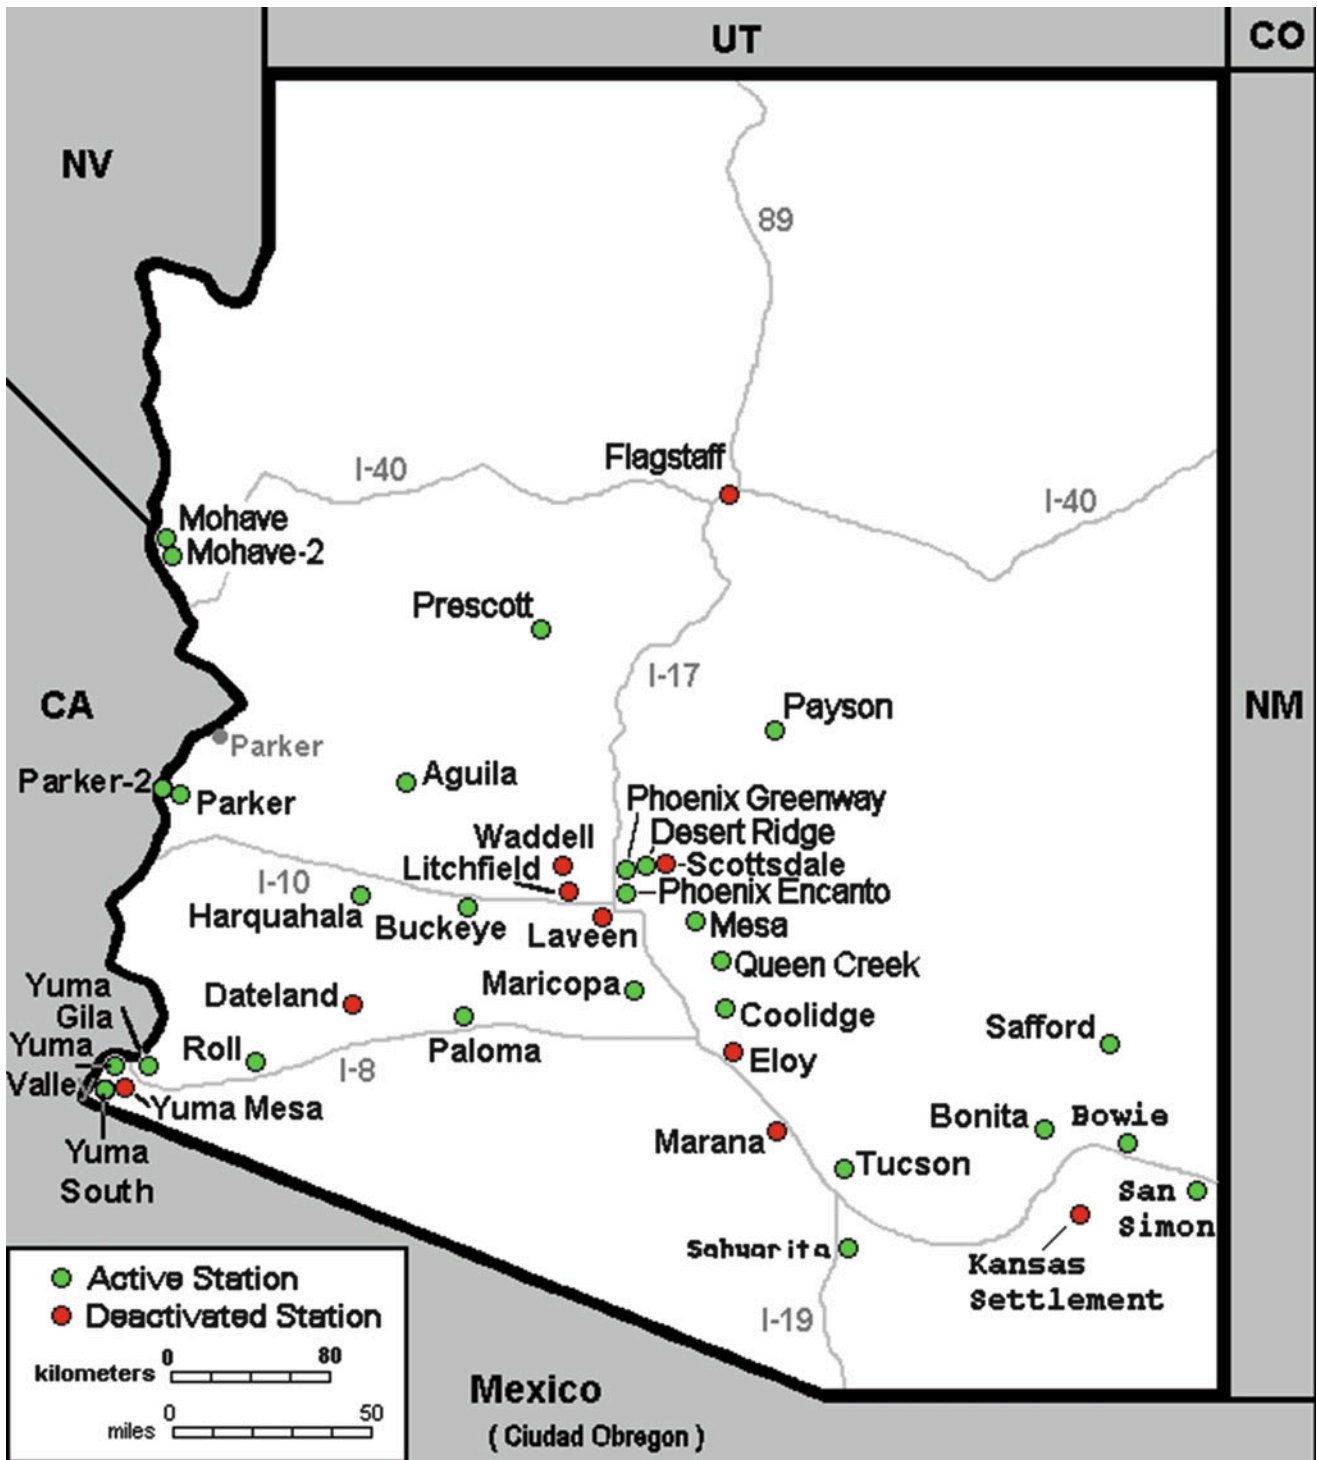 UT
CO
NV
89
Flagstaff
I-40
I-40
Mohave
Mohave-2
Prescott
I-17
CA
Payson
NM
Parker
Parker-2
Parker
Aguila
Phoenix Greenway
Desert Ridge
Waddell
Litchfield
Scottsdale
I-10
Phoenix Encanto
Harquahala
Buckeye
Laveen
Mesa
Queen Creek
Yuma
Gila
Dateland
Maricopa
Coolidge
Safford
Yuma
Valley
Roll
Paloma
Eloy
I-8
Yuma Mesa
Bonita
Bowie
Marana
Yuma
South
Tucson
San
Simon
Sahuarita
Kansas
Settlement
Active Station
Deactivated Station
I-19
kilometers
0
80
miles
0
50
Mexico
( Ciudad Obregon )